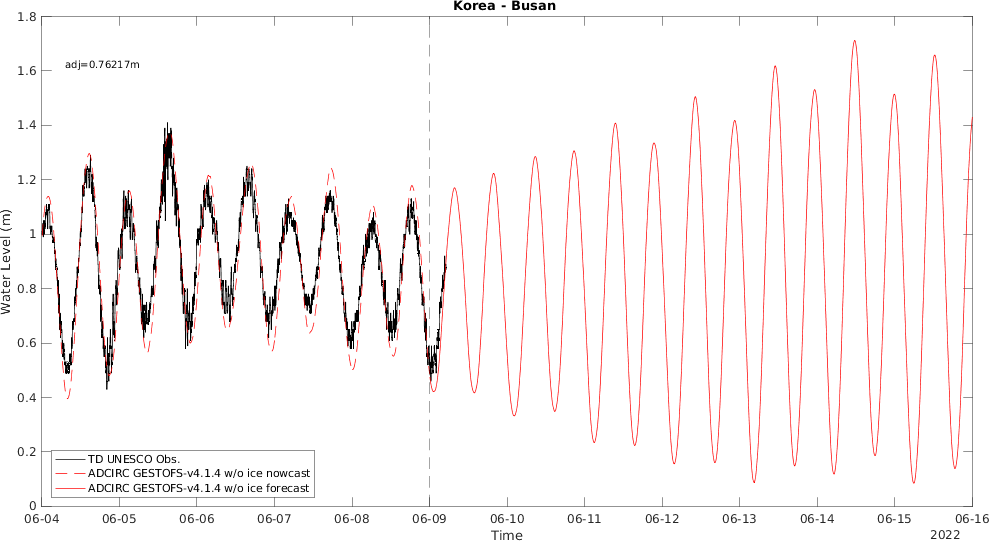 Korea - Busan
adj=0.76217m
Water Level (m)
1.8
1.6
1.4
1.2
1
0.8
0.6
0.4
0.2
0
TD UNESCO Obs.
ADCIRC GESTOFS-v4.1.4 w/o ice nowcast
ADCIRC GESTOFS-v4.1.4 w/o ice forecast
06-04 06-05 06-06 06-07 06-08 06-09 06-10 06-11 06-12 06-13 06-14 06-15 06-16
Time
2022